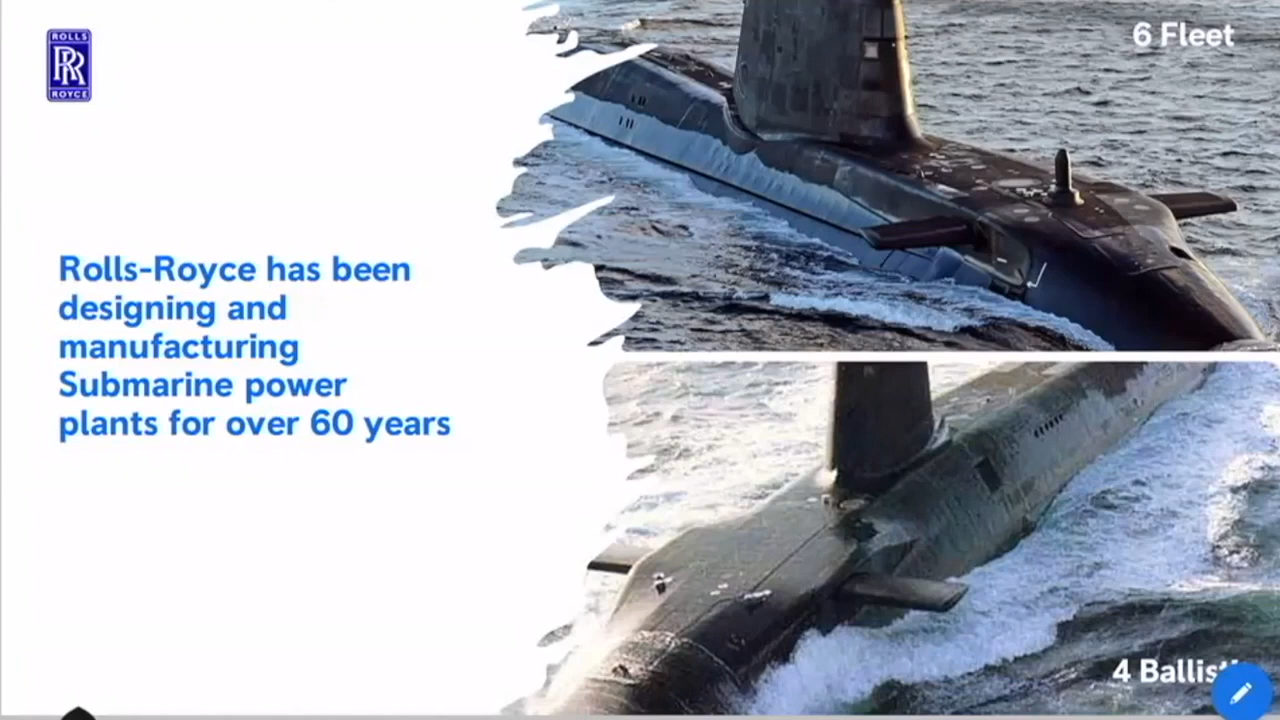 ROLLS
RR
ROYCE
Rolls-Royce has been
designing and
manufacturing
Submarine power
plants for over 60 years
6 Fleet
4